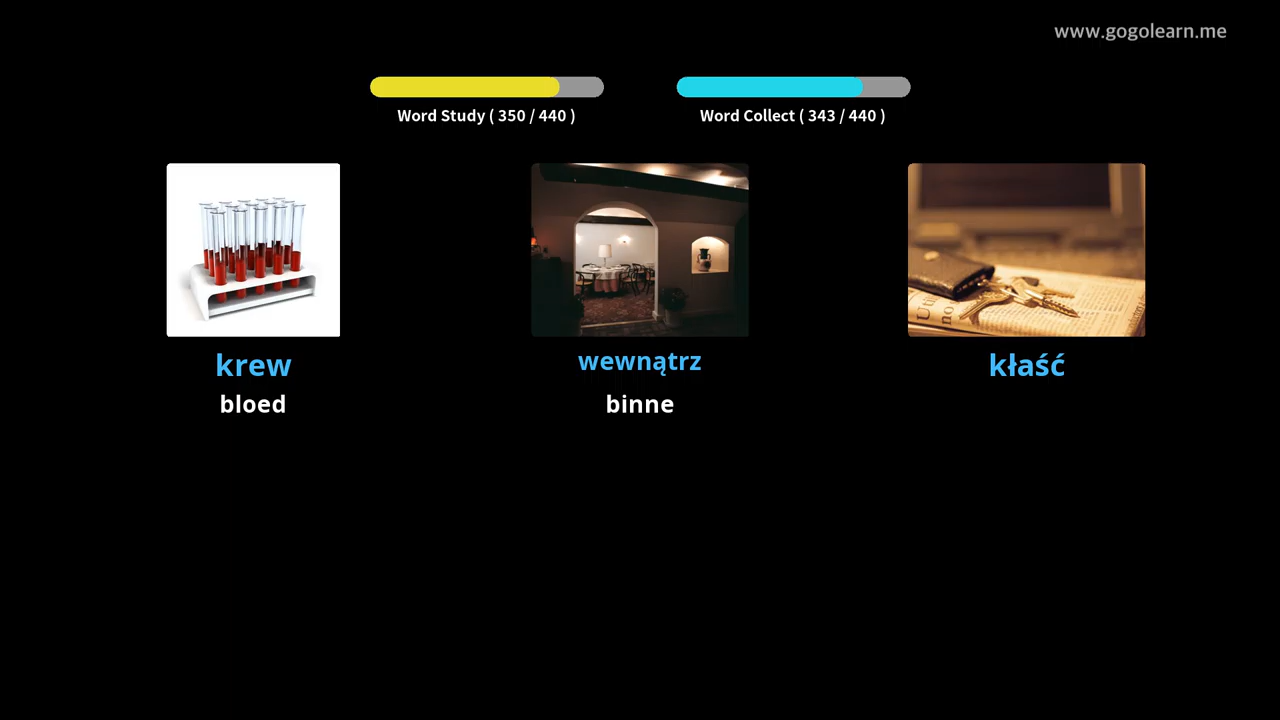 www.gogolearn.me
Word Study ( 350 / 440 )
Word Collect ( 343 / 440 )
krew
wewnątrz
kłaść
bloed
binne